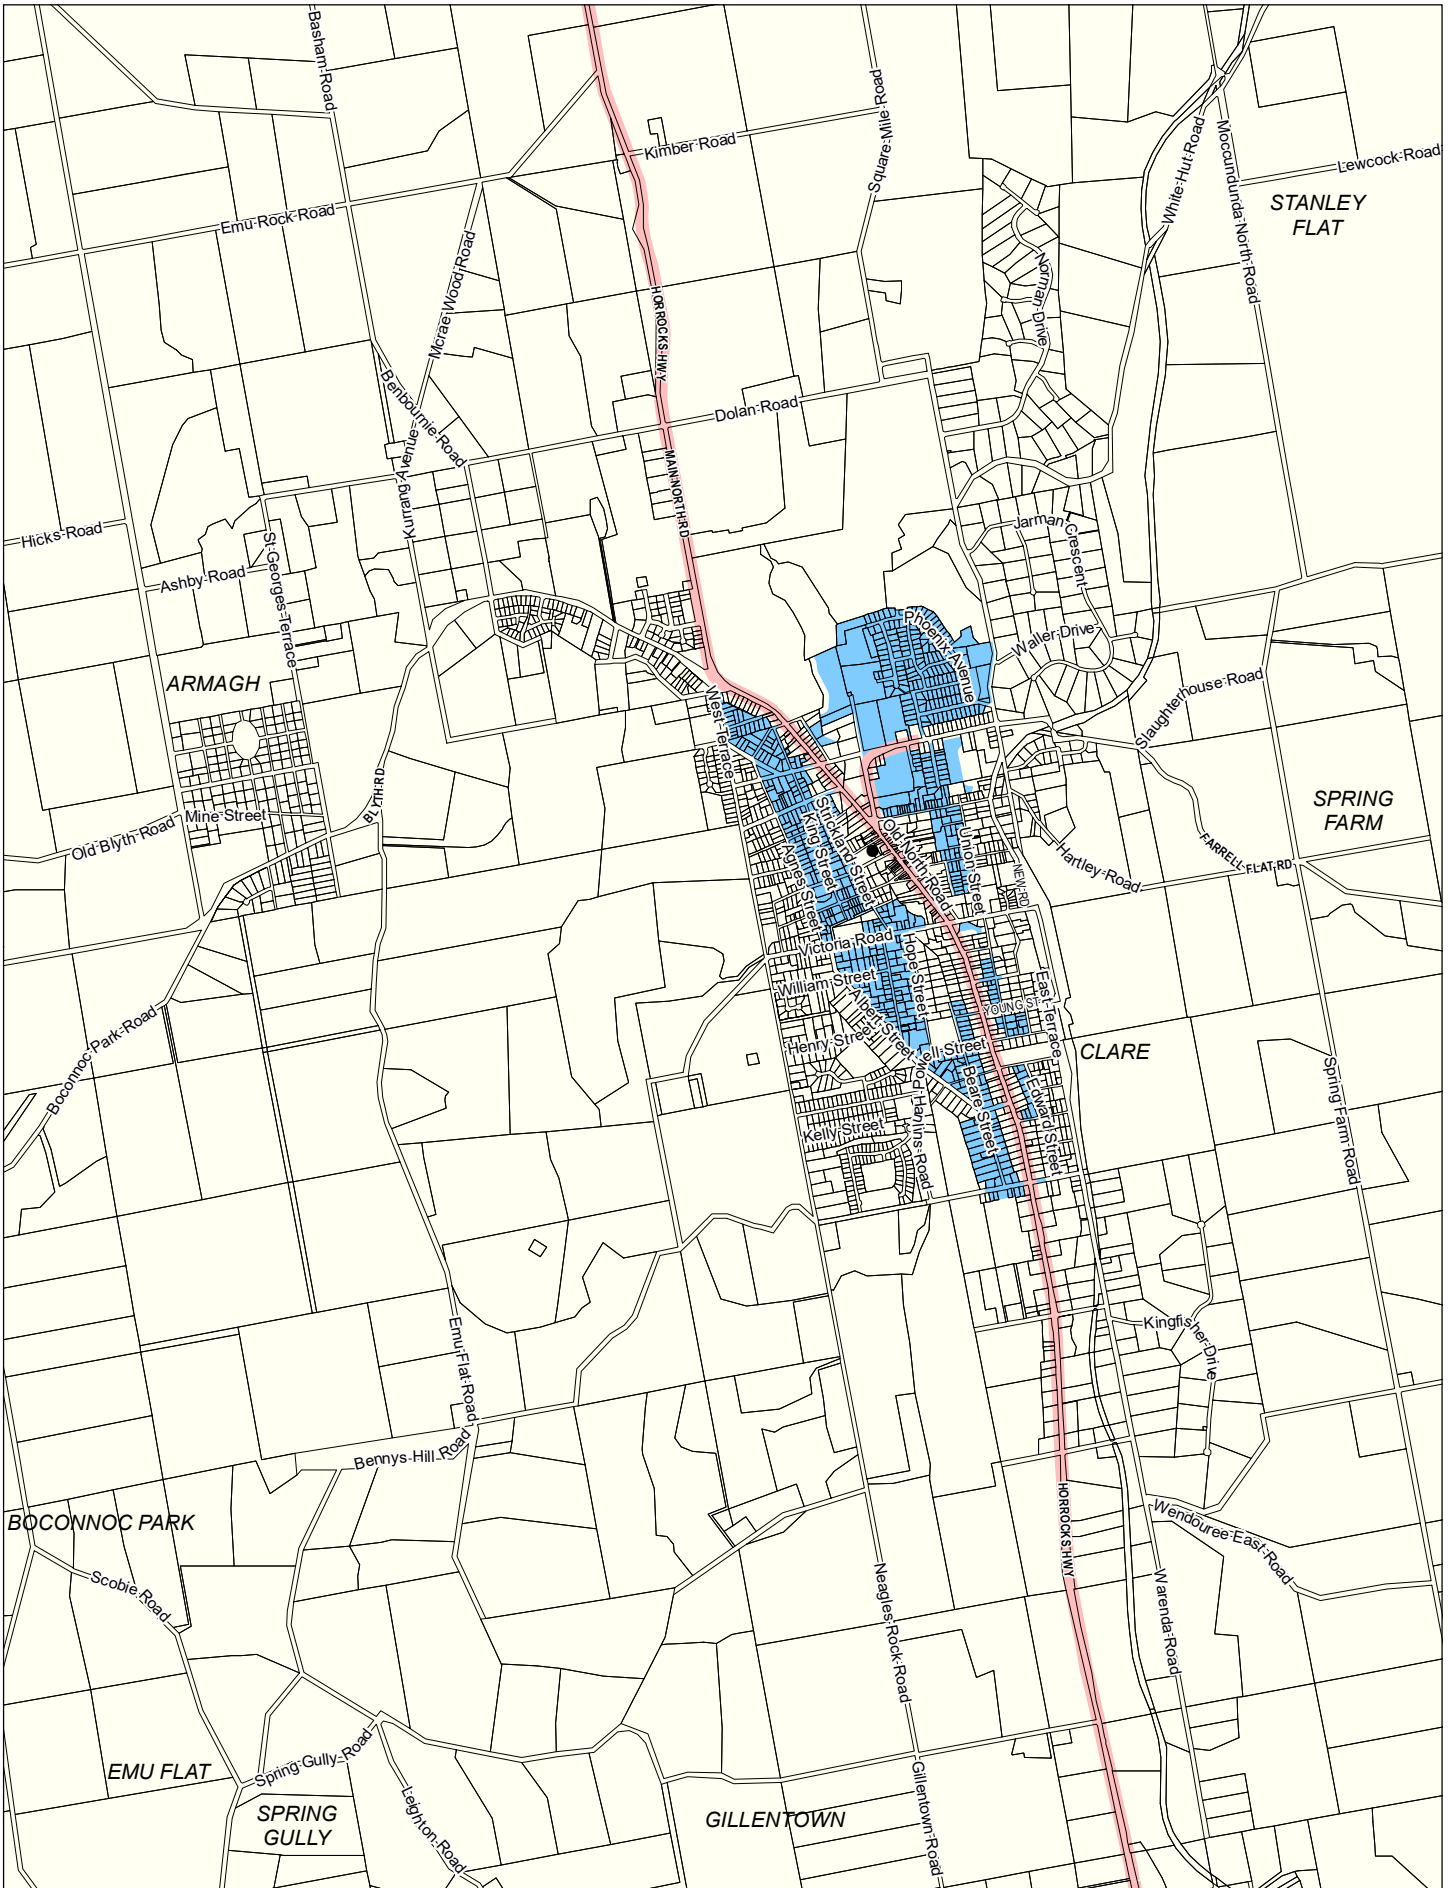 Basham Road
Square Mile Road
Kimber Road
White Hut Road
Moccundunda North Road
Lewcock Road
STANLEY
FLAT
Emu Rock Road
Mcrae Wood Road
HORROCKS HWY
Norman Drive
Benbournie Road
Dolan Road
Kurrang Avenue
MAIN NORTH RD
Hicks Road
St Georges Terrace
Ashby Road
Jarman Crescent
Phoenix Avenue
Waller Drive
ARMAGH
West Terrace
Slaughterhouse Road
BLYTH RD
Mine Street
Old Blyth Road
SPRING
FARM
Strickland Street
King Street
Agnes Street
Old North Road
Union Street
Hartley Road
FARRELL FLAT RD
NEW RD
Victoria Road
Hope Street
William Street
Albert Street
East Terrace
YOUNG ST
Boconnoc Park Road
Henry Street
CLARE
Beare Street
Edward Street
Spring Farm Road
Kelly Street
Hanlins Road
Kingfisher Drive
Emu Flat Road
Bennys Hill Road
HORROCKS HWY
BOCONNOC PARK
Wendouree East Road
Scobie Road
Neagles Rock Road
Warenda Road
EMU FLAT
Spring Gully Road
SPRING
GULLY
Leighton Road
GILLENTOWN
Gillentown Road